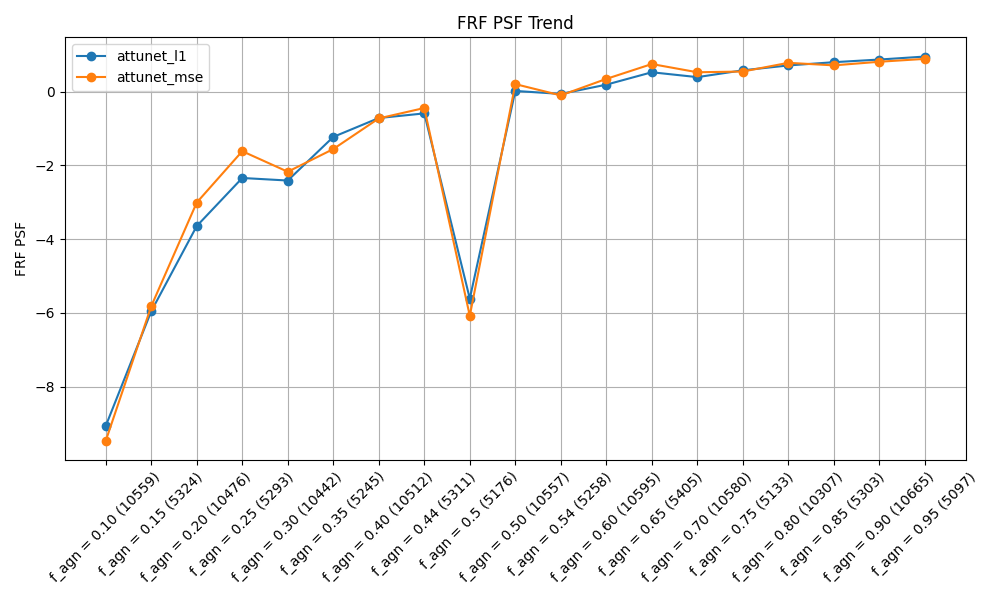 FRF PSF Trend
attunet_l1
attunet_mse
FRF PSF
0
−2
−4
−6
−8
f_agn = 0.10 (10559)
f_agn = 0.15 (5324)
f_agn = 0.20 (10476)
f_agn = 0.25 (5293)
f_agn = 0.30 (10442)
f_agn = 0.35 (5245)
f_agn = 0.40 (10512)
f_agn = 0.44 (5311)
f_agn = 0.5 (5176)
f_agn = 0.50 (10557)
f_agn = 0.54 (5258)
f_agn = 0.60 (10595)
f_agn = 0.65 (5405)
f_agn = 0.70 (10580)
f_agn = 0.75 (5133)
f_agn = 0.80 (10307)
f_agn = 0.85 (5303)
f_agn = 0.90 (10665)
f_agn = 0.95 (5097)